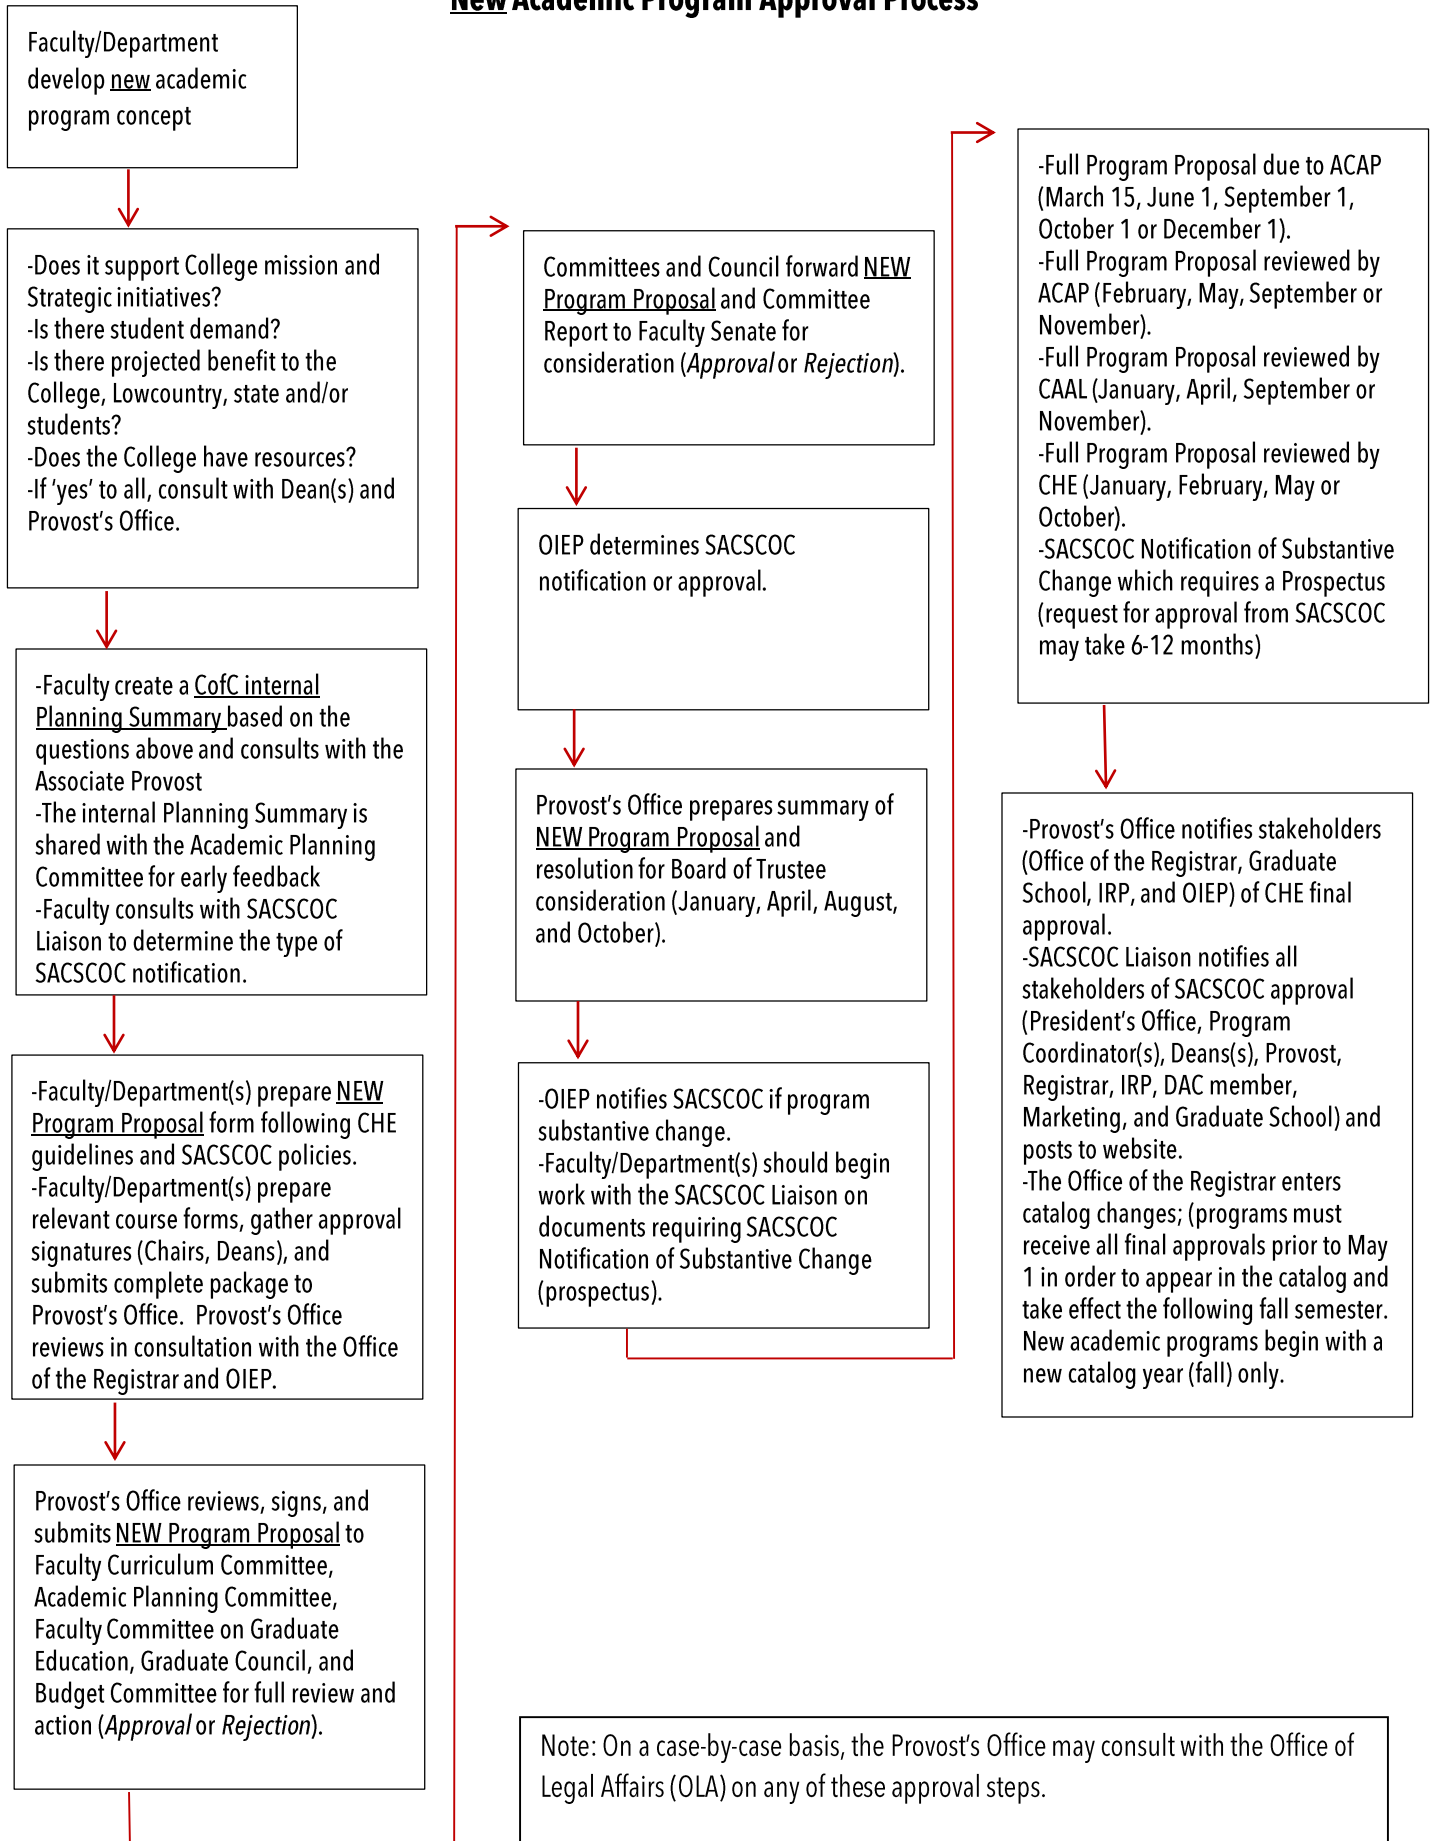 New Academic Program Approval Process
Faculty/Department
develop new academic
program concept
-Does it support College mission and
Strategic initiatives?
-Is there student demand?
-Is there projected benefit to the
College, Lowcountry, state and/or
students?
-Does the College have resources?
-If ‘yes’ to all, consult with Dean(s) and
Provost’s Office.
-Faculty create a CofC internal
Planning Summary based on the
questions above and consults with the
Associate Provost
-The internal Planning Summary is
shared with the Academic Planning
Committee for early feedback
-Faculty consults with SACSCOC
Liaison to determine the type of
SACSCOC notification.
-Faculty/Department(s) prepare NEW
Program Proposal form following CHE
guidelines and SACSCOC policies.
-Faculty/Department(s) prepare
relevant course forms, gather approval
signatures (Chairs, Deans), and
submits complete package to
Provost’s Office.  Provost’s Office
reviews in consultation with the Office
of the Registrar and OIEP.
Provost’s Office reviews, signs, and
submits NEW Program Proposal to
Faculty Curriculum Committee,
Academic Planning Committee,
Faculty Committee on Graduate
Education, Graduate Council, and
Budget Committee for full review and
action (Approval or Rejection).
Committees and Council forward NEW
Program Proposal and Committee
Report to Faculty Senate for
consideration (Approval or Rejection).
OIEP determines SACSCOC
notification or approval.
Provost’s Office prepares summary of
NEW Program Proposal and
resolution for Board of Trustee
consideration (January, April, August,
and October).
-OIEP notifies SACSCOC if program
substantive change.
-Faculty/Department(s) should begin
work with the SACSCOC Liaison on
documents requiring SACSCOC
Notification of Substantive Change
(prospectus).
-Full Program Proposal due to ACAP
(March 15, June 1, September 1,
October 1 or December 1).
-Full Program Proposal reviewed by
ACAP (February, May, September or
November).
-Full Program Proposal reviewed by
CAAL (January, April, September or
November).
-Full Program Proposal reviewed by
CHE (January, February, May or
October).
-SACSCOC Notification of Substantive
Change which requires a Prospectus
(request for approval from SACSCOC
may take 6-12 months)
-Provost’s Office notifies stakeholders
(Office of the Registrar, Graduate
School, IRP, and OIEP) of CHE final
approval.
-SACSCOC Liaison notifies all
stakeholders of SACSCOC approval
(President’s Office, Program
Coordinator(s), Deans(s), Provost,
Registrar, IRP, DAC member,
Marketing, and Graduate School) and
posts to website.
-The Office of the Registrar enters
catalog changes; (programs must
receive all final approvals prior to May
1 in order to appear in the catalog and
take effect the following fall semester.
New academic programs begin with a
new catalog year (fall) only.
Note: On a case-by-case basis, the Provost’s Office may consult with the Office of
Legal Affairs (OLA) on any of these approval steps.